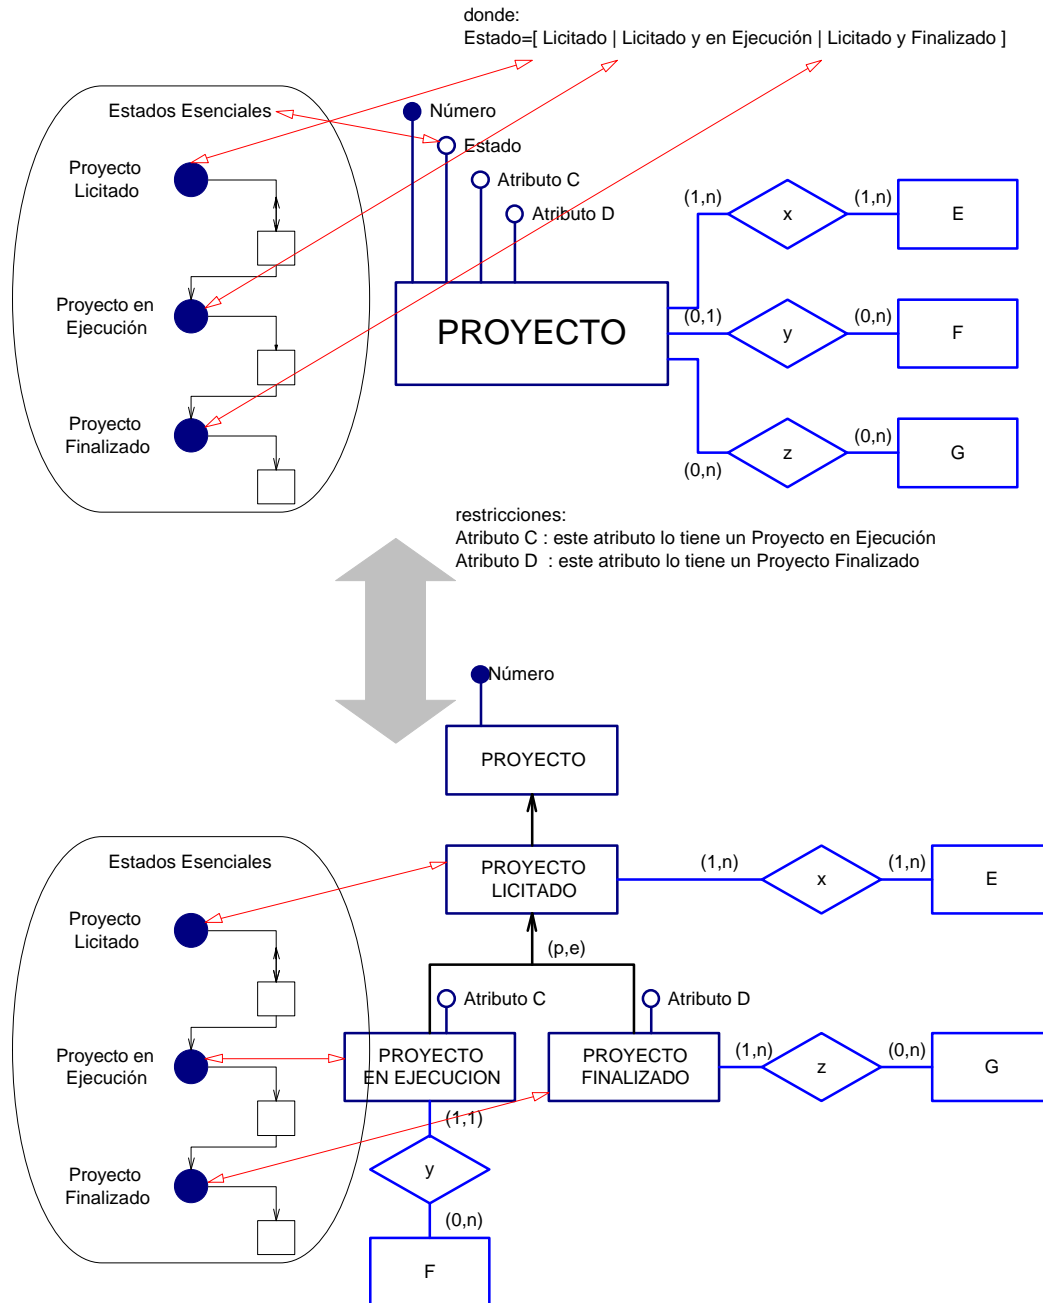 donde:
Estado=[ Licitado | Licitado y en Ejecución | Licitado y Finalizado ]
Estados Esenciales
Número
Estado
Atributo C
Atributo D
Proyecto
Licitado
Proyecto en
Ejecución
Proyecto
Finalizado
PROYECTO
(1,n)
x
(1,n)
E
(0,1)
y
(0,n)
F
(0,n)
z
(0,n)
G
restricciones:
Atributo C : este atributo lo tiene un Proyecto en Ejecución
Atributo D : este atributo lo tiene un Proyecto Finalizado
Número
PROYECTO
Estados Esenciales
PROYECTO
LICITADO
(1,n)
x
(1,n)
E
Proyecto
Licitado
(p,e)
Atributo C
Atributo D
Proyecto en
Ejecución
PROYECTO
EN EJECUCION
PROYECTO
FINALIZADO
(1,n)
z
(0,n)
G
(1,1)
Proyecto
Finalizado
y
(0,n)
F